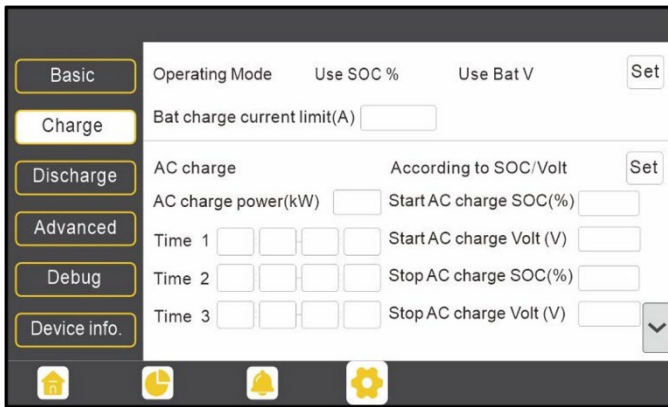 Basic
Charge
Discharge
Advanced
Debug
Device info.
Operating Mode Use SOC % Use Bat V Set
Bat charge current limit(A)
AC charge According to SOC/Volt Set
AC charge power(kW) Start AC charge SOC(%)
Time 1 Start AC charge Volt (V)
Time 2 Stop AC charge SOC(%)
Time 3 Stop AC charge Volt (V)